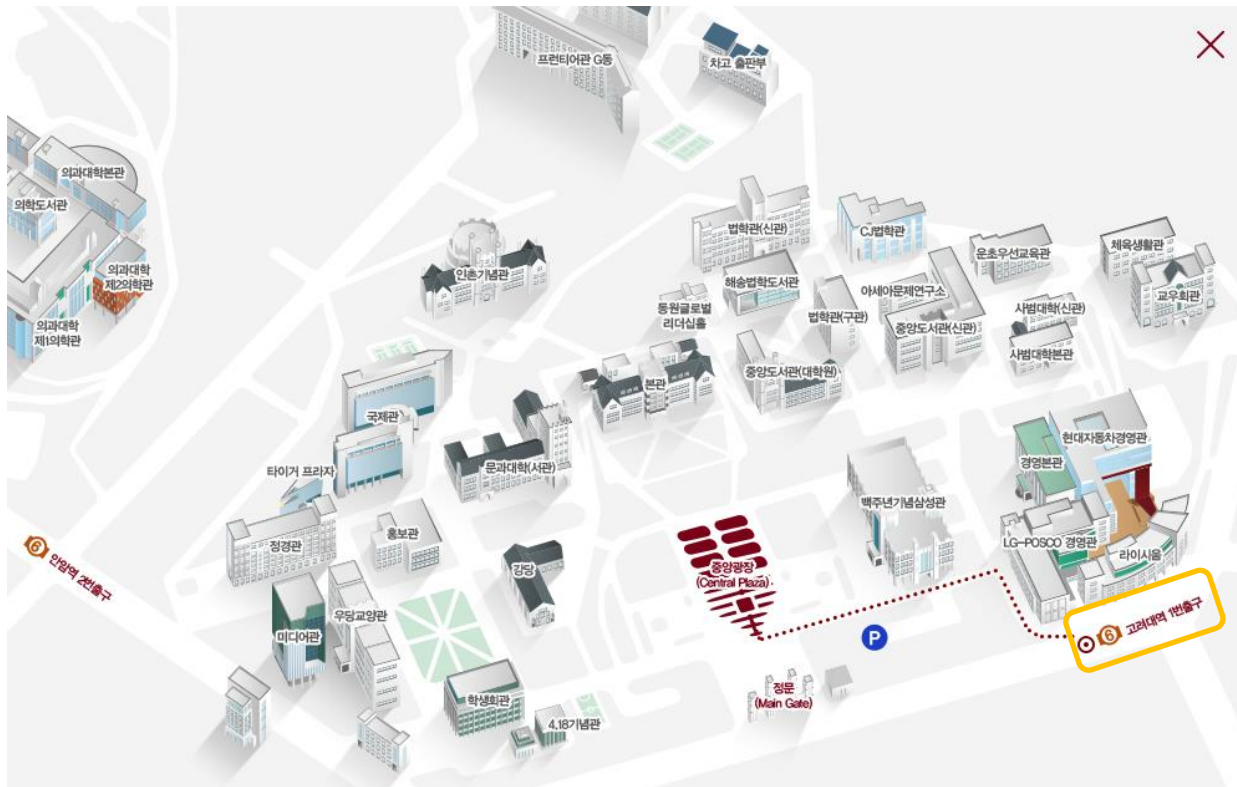 프런티어관 G동
차고 출판부
의과대학본관
의학도서관
의과대학
제2의학관
의과대학
제1의학관
인촌기념관
법학관(신관)
CJ법학관
운초우선교육관
체육생활관
해송법학도서관
아세아문제연구소
교우회관
동원글로벌
리더십홀
법학관(구관)
사범대학(신관)
중앙도서관(신관)
사범대학본관
본관
중앙도서관(대학원)
국제관
타이거 프라자
문과대학(서관)
현대자동차경영관
경영본관
백주년기념삼성관
정경관
홍보관
LG-POSCO 경영관
라이시움
6 안암역 2번출구
강당
중앙광장
(Central Plaza)
우당교양관
미디어관
P
6 고려대역 1번출구
학생회관
정문
(Main Gate)
4.18기념관